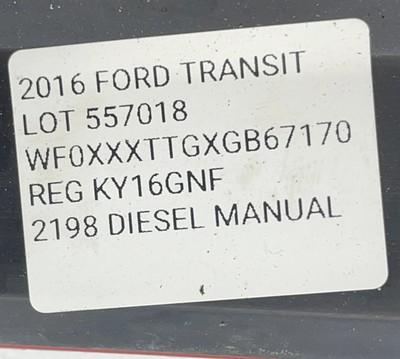 2016 FORD TRANSIT
LOT 557018
WF0XXXTTGXGB67170
REG KY16GNF
2198 DIESEL MANUAL